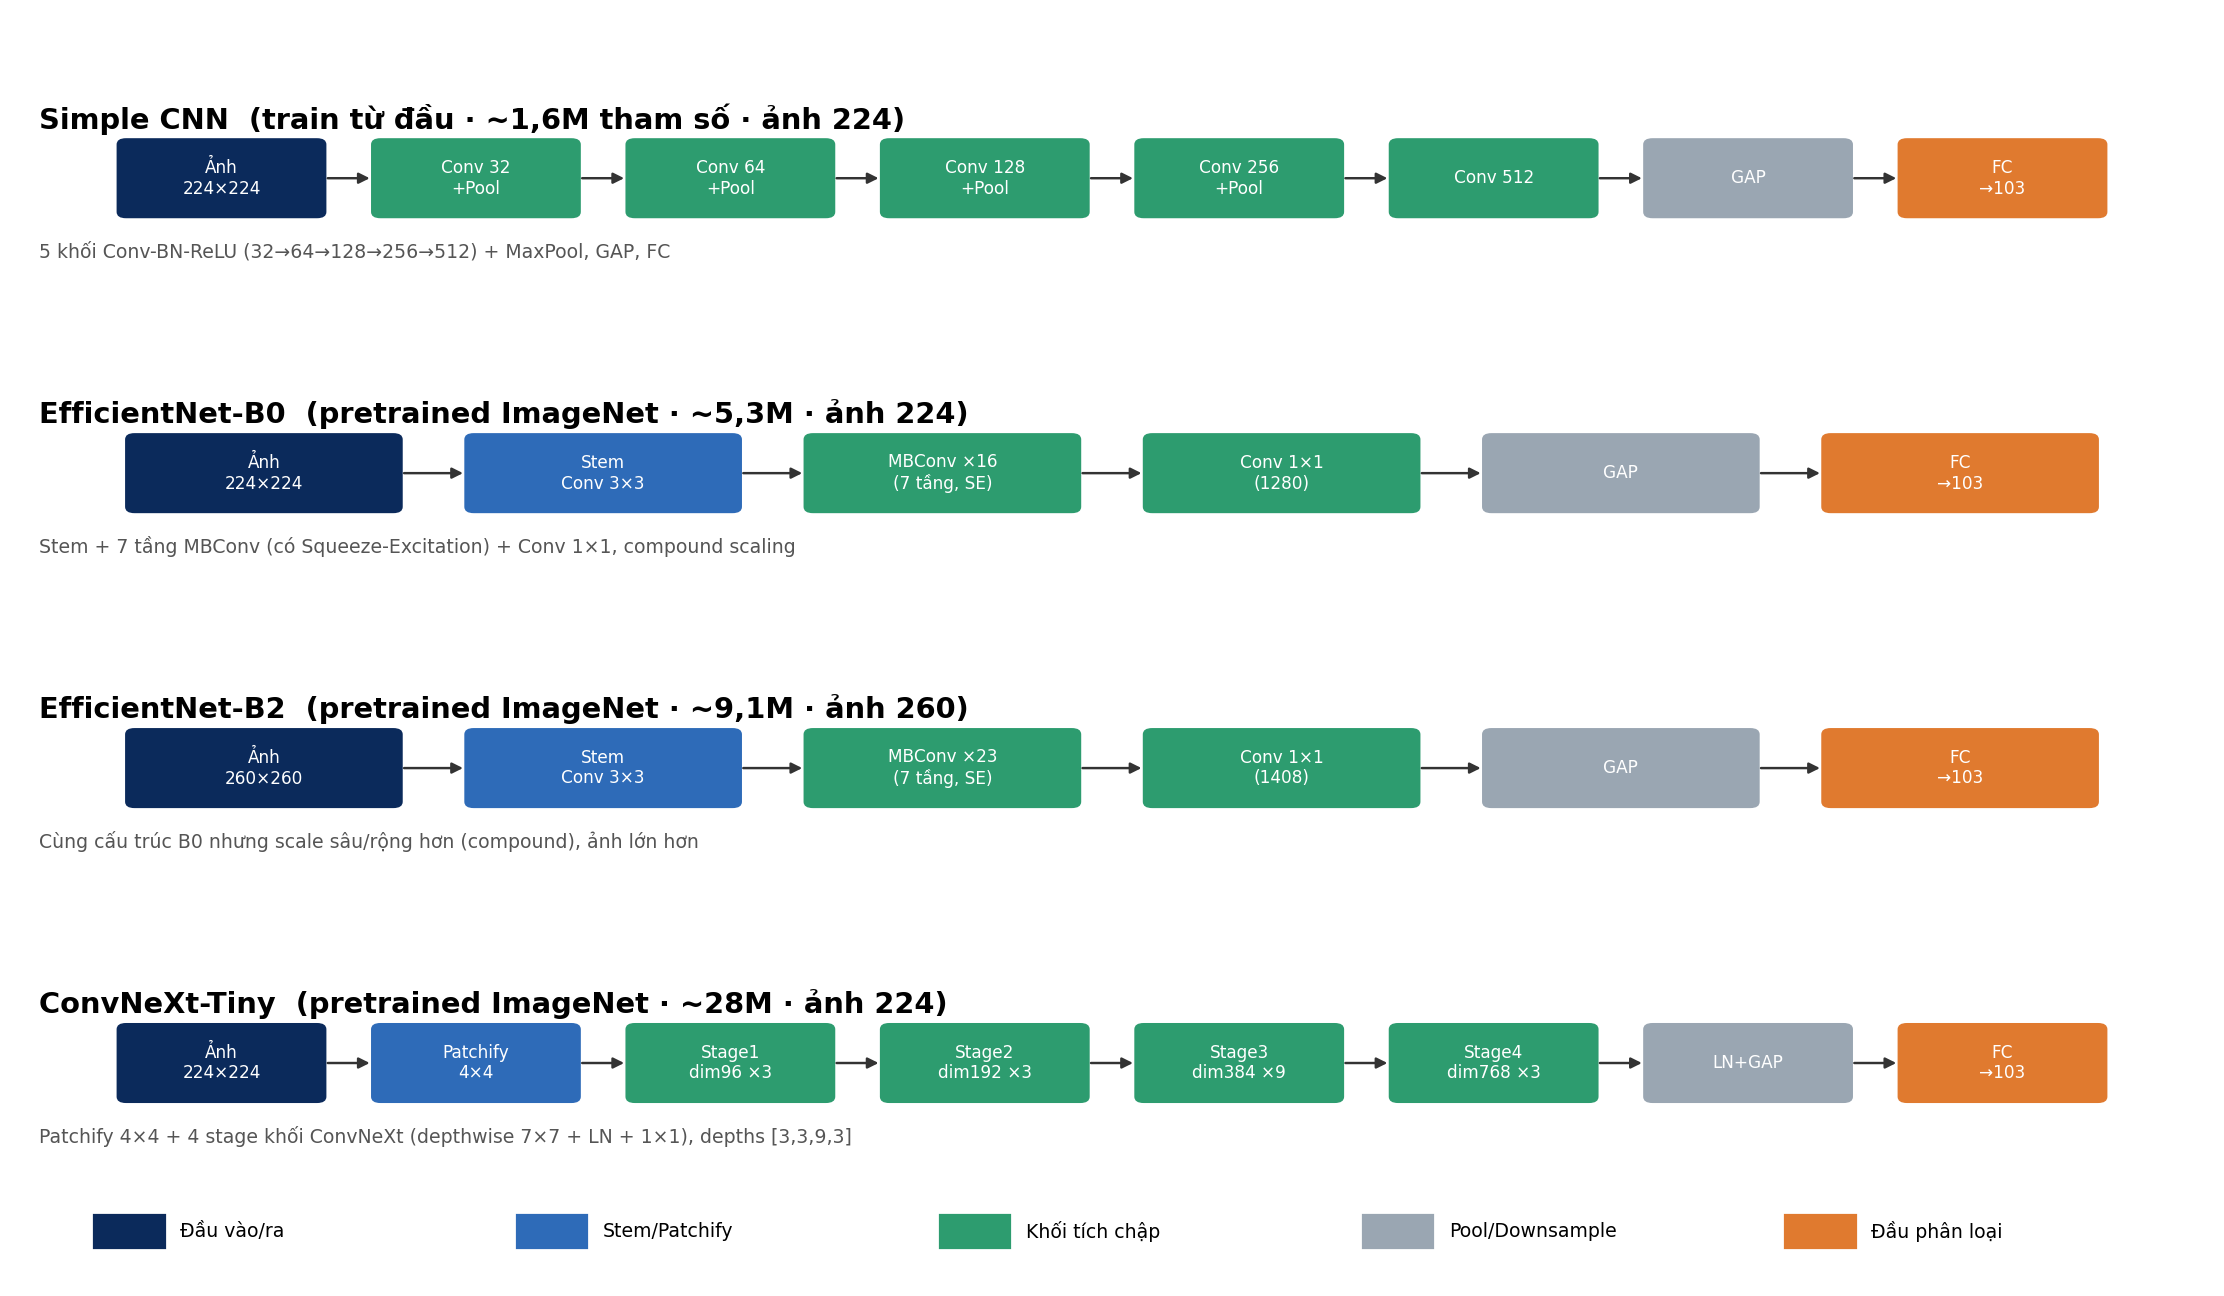 Simple CNN (train từ đầu · ~1,6M tham số · ảnh 224)
Ảnh
224×224
Conv 32
+Pool
Conv 64
+Pool
Conv 128
+Pool
Conv 256
+Pool
Conv 512
GAP
FC
→103
5 khối Conv-BN-ReLU (32→64→128→256→512) + MaxPool, GAP, FC
EfficientNet-B0 (pretrained ImageNet · ~5,3M · ảnh 224)
Ảnh
224×224
Stem
Conv 3×3
MBConv ×16
(7 tầng, SE)
Conv 1×1
(1280)
GAP
FC
→103
Stem + 7 tầng MBConv (có Squeeze-Excitation) + Conv 1×1, compound scaling
EfficientNet-B2 (pretrained ImageNet · ~9,1M · ảnh 260)
Ảnh
260×260
Stem
Conv 3×3
MBConv ×23
(7 tầng, SE)
Conv 1×1
(1408)
GAP
FC
→103
Cùng cấu trúc B0 nhưng scale sâu/rộng hơn (compound), ảnh lớn hơn
ConvNeXt-Tiny (pretrained ImageNet · ~28M · ảnh 224)
Ảnh
224×224
Patchify
4×4
Stage1
dim96 ×3
Stage2
dim192 ×3
Stage3
dim384 ×9
Stage4
dim768 ×3
LN+GAP
FC
→103
Patchify 4×4 + 4 stage khối ConvNeXt (depthwise 7×7 + LN + 1×1), depths [3,3,9,3]
Đầu vào/ra
Stem/Patchify
Khối tích chập
Pool/Downsample
Đầu phân loại